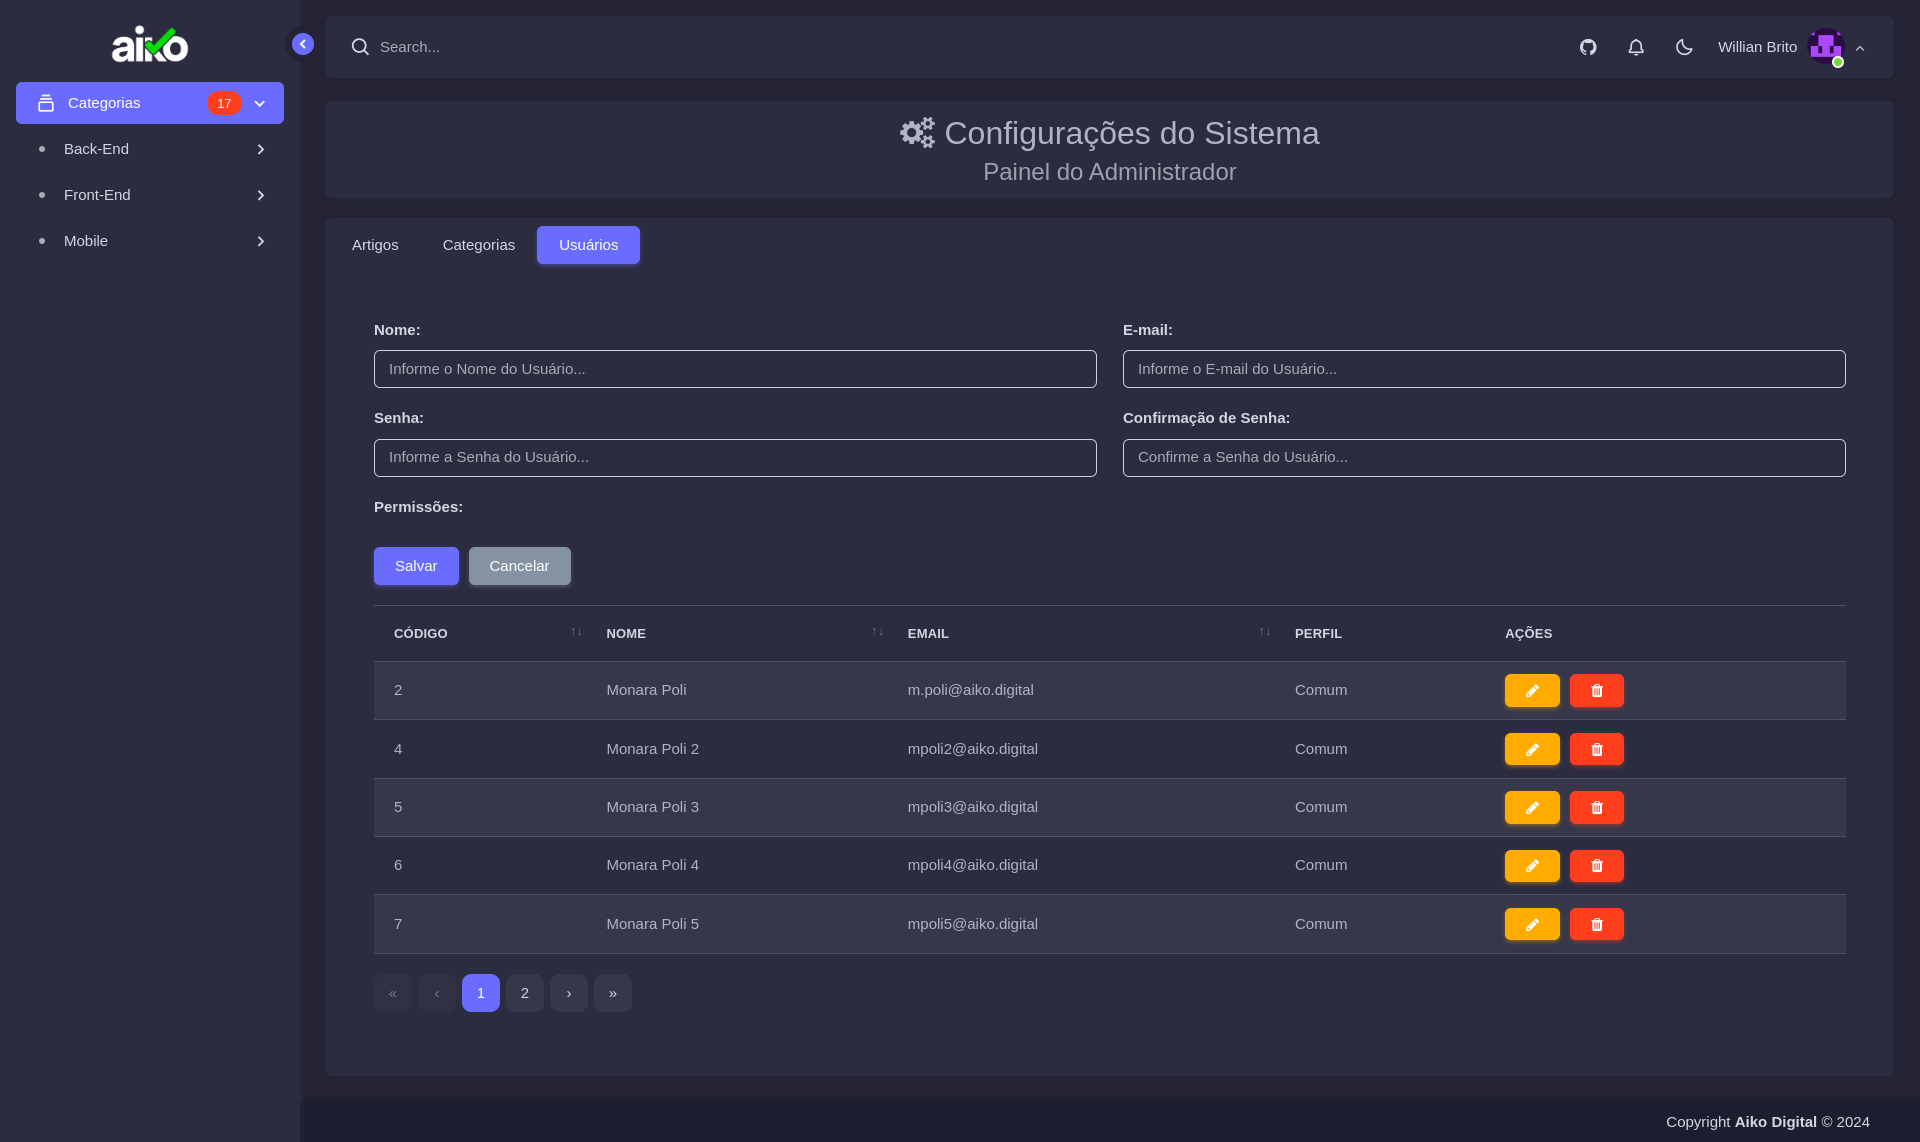 aiko
Search...
Willian Brito
Categorias 17
Back-End
Front-End
Mobile
Configurações do Sistema
Painel do Administrador
Artigos Categorias Usuários
Nome: E-mail:
Informe o Nome do Usuário... Informe o E-mail do Usuário...
Senha: Confirmação de Senha:
Informe a Senha do Usuário... Confirme a Senha do Usuário...
Permissões:
Salvar Cancelar
CÓDIGO ↑↓ NOME ↑↓ EMAIL ↑↓ PERFIL AÇÕES
2 Monara Poli m.poli@aiko.digital Comum
4 Monara Poli 2 mpoli2@aiko.digital Comum
5 Monara Poli 3 mpoli3@aiko.digital Comum
6 Monara Poli 4 mpoli4@aiko.digital Comum
7 Monara Poli 5 mpoli5@aiko.digital Comum
« ‹ 1 2 › »
Copyright Aiko Digital © 2024